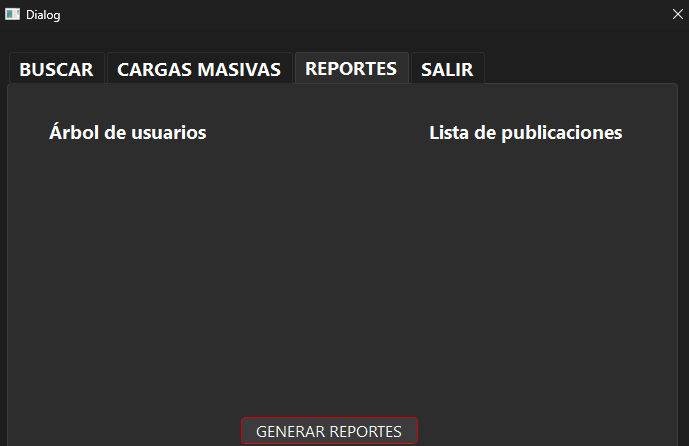 Dialog
BUSCAR CARGAS MASIVAS REPORTES SALIR
Árbol de usuarios Lista de publicaciones
GENERAR REPORTES